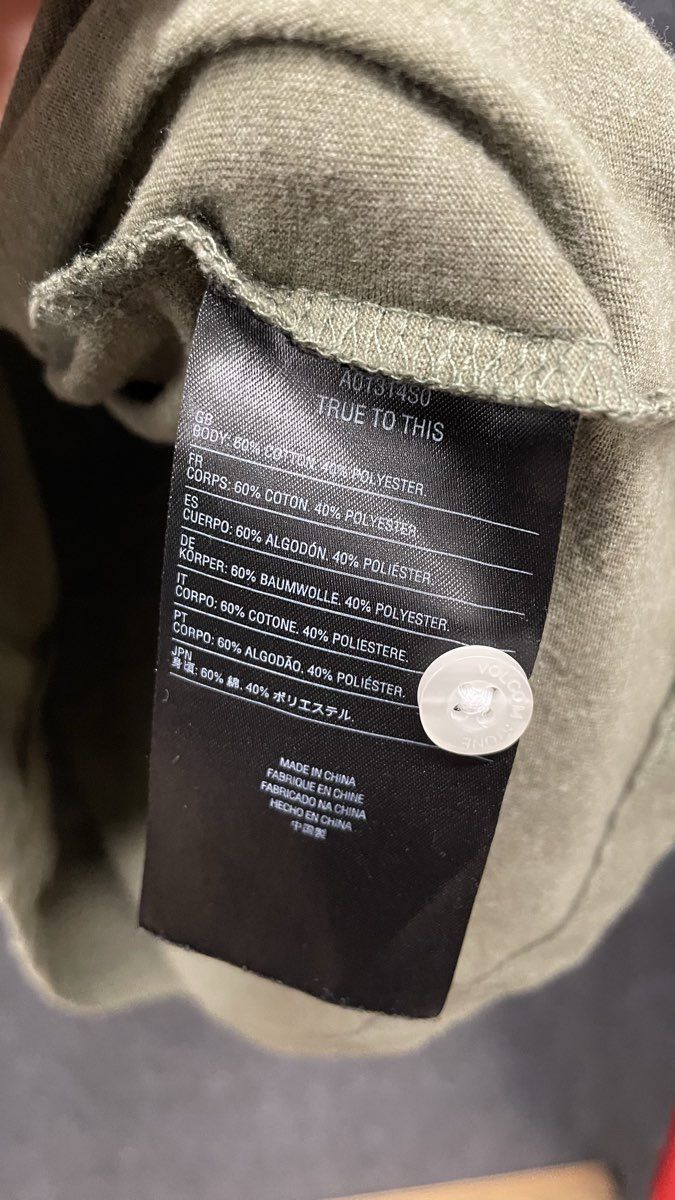 A01314S0
TRUE TO THIS
GB
BODY: 60% COTTON. 40% POLYESTER.
FR
CORPS: 60% COTON. 40% POLYESTER.
ES
CUERPO: 60% ALGODÓN. 40% POLIÉSTER.
DE
KÖRPER: 60% BAUMWOLLE. 40% POLYESTER.
IT
CORPO: 60% COTONE. 40% POLIESTERE.
PT
CORPO: 60% ALGODÃO. 40% POLIÉSTER.
JPN
身頃: 60% 綿. 40% ポリエステル.
VOLCOM STONE
MADE IN CHINA
FABRIQUE EN CHINE
FABRICADO NA CHINA
HECHO EN CHINA
中国製